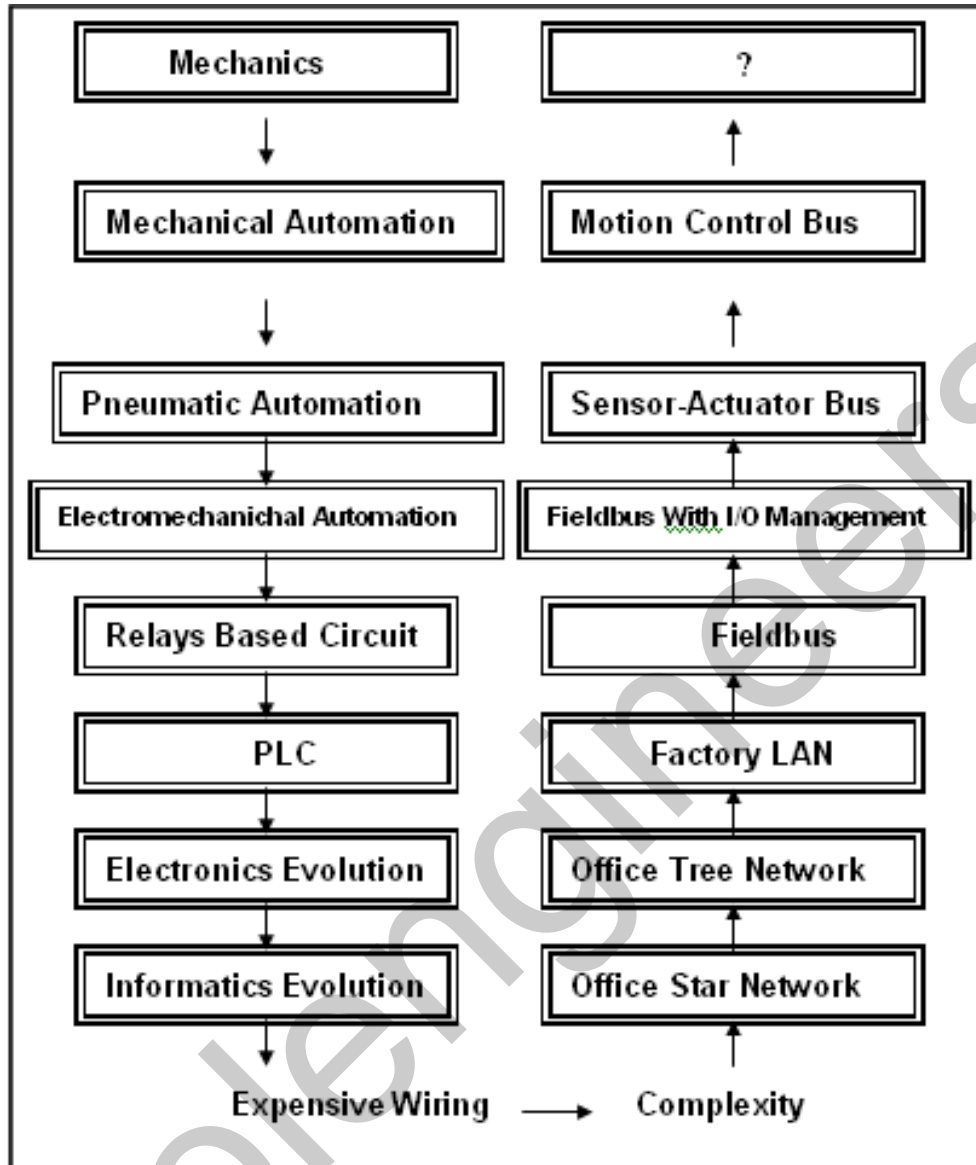 Mechanics
Mechanical Automation
Pneumatic Automation
Electromechanichal Automation
Relays Based Circuit
PLC
Electronics Evolution
Informatics Evolution
Expensive Wiring
Complexity
Office Star Network
Office Tree Network
Factory LAN
Fieldbus
Fieldbus With I/O Management
Sensor-Actuator Bus
Motion Control Bus
?
olengineers